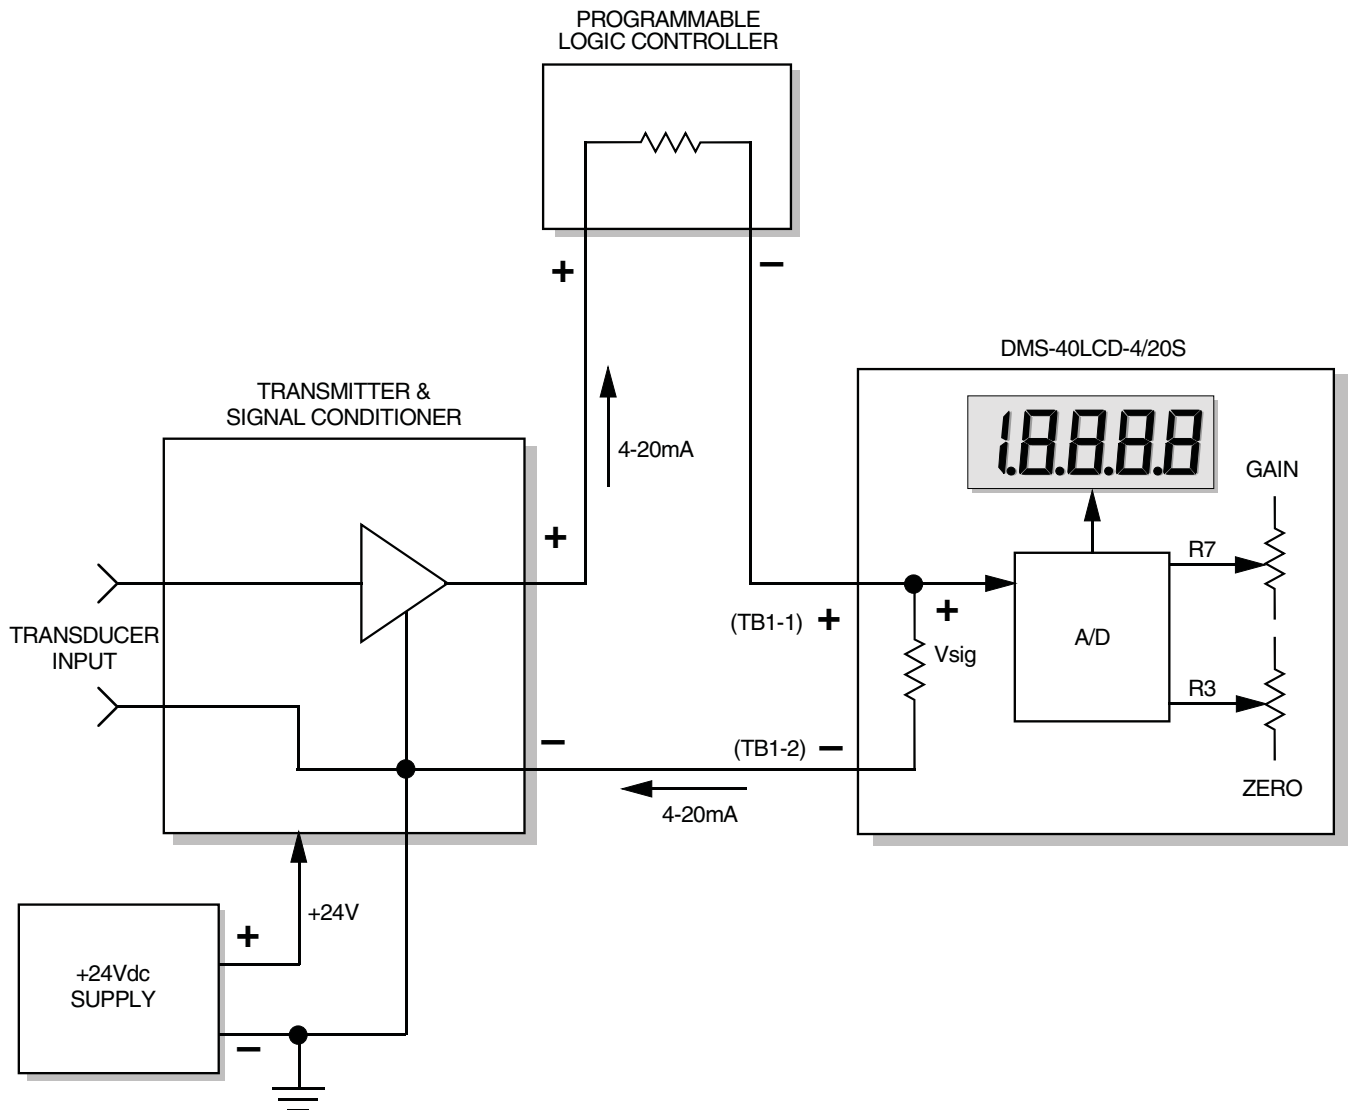 PROGRAMMABLE
LOGIC CONTROLLER
+
−
DMS-40LCD-4/20S
1.8.8.8.8
TRANSMITTER &
SIGNAL CONDITIONER
4-20mA
GAIN
+
R7
TRANSDUCER
INPUT
(TB1-1) +
+
Vsig
A/D
R3
−
(TB1-2) −
4-20mA
ZERO
+24V
+
+24Vdc
SUPPLY
−